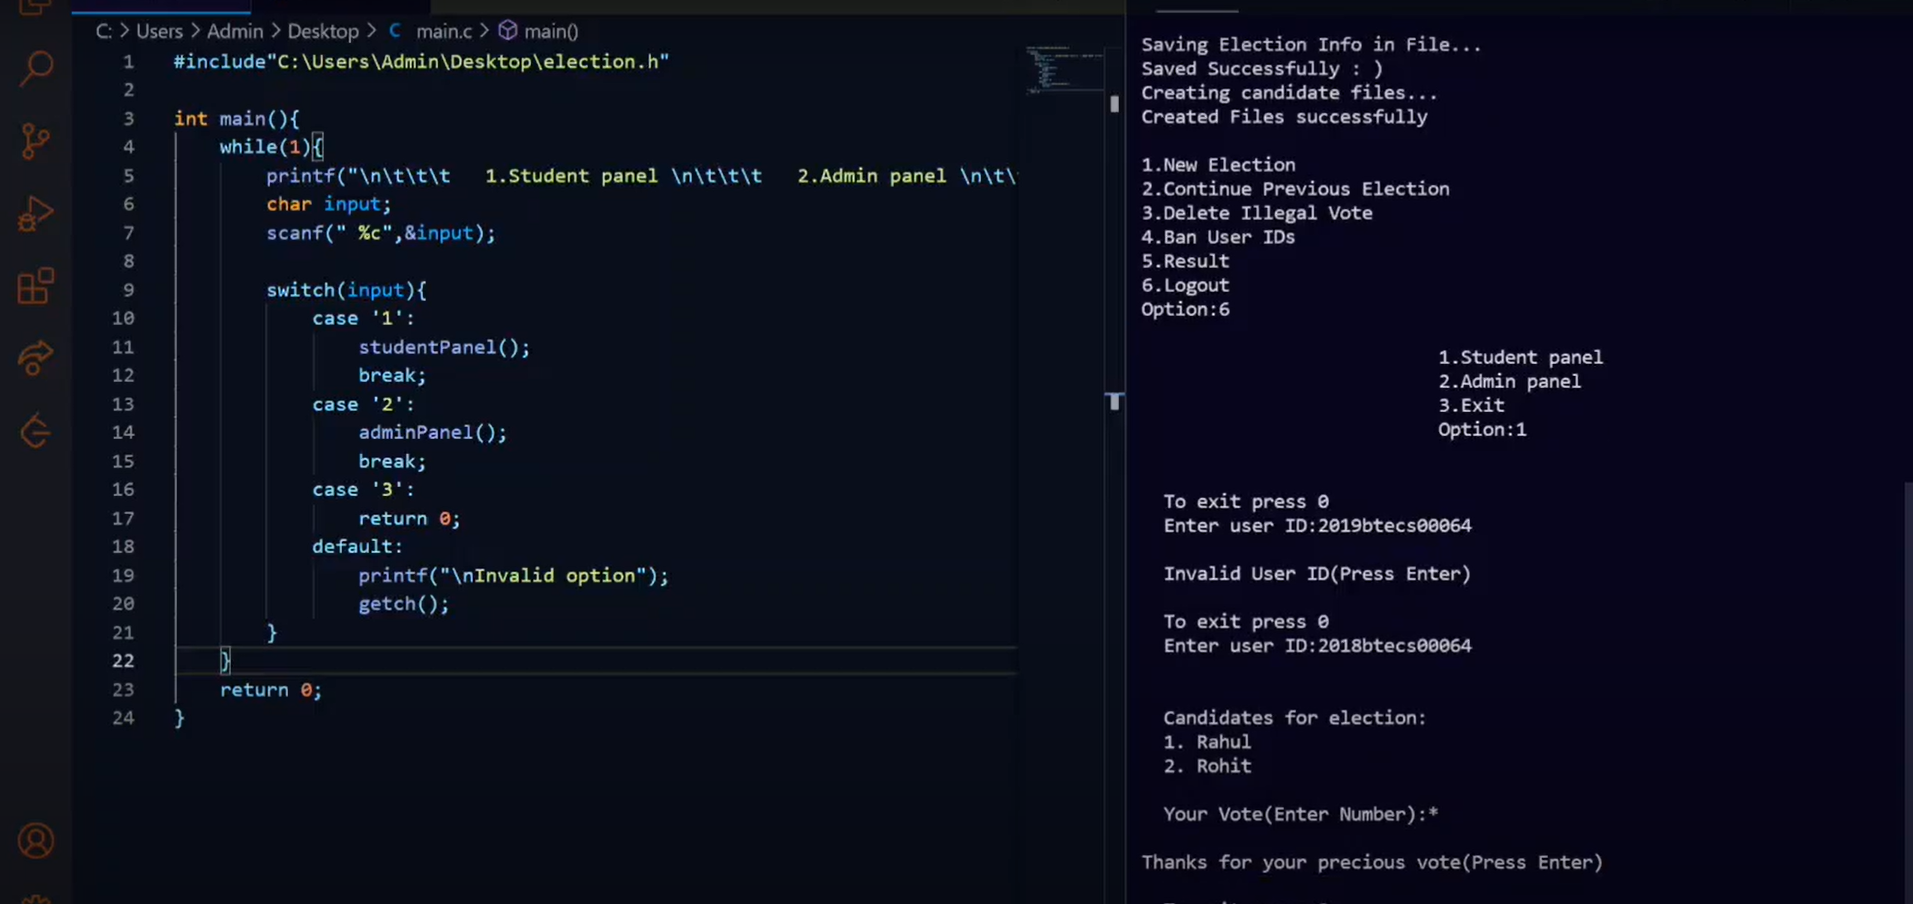 C: > Users > Admin > Desktop > C main.c > main()
1 #include"C:\Users\Admin\Desktop\election.h"
2
3 int main(){
4 while(1){
5 printf("\n\t\t\t   1.Student panel \n\t\t\t   2.Admin panel \n\t\
6 char input;
7 scanf(" %c",&input);
8
9 switch(input){
10 case '1':
11 studentPanel();
12 break;
13 case '2':
14 adminPanel();
15 break;
16 case '3':
17 return 0;
18 default:
19 printf("\nInvalid option");
20 getch();
21 }
22 }
23 return 0;
24 }
Saving Election Info in File...
Saved Successfully : )
Creating candidate files...
Created Files successfully
1.New Election
2.Continue Previous Election
3.Delete Illegal Vote
4.Ban User IDs
5.Result
6.Logout
Option:6
1.Student panel
2.Admin panel
3.Exit
Option:1
To exit press 0
Enter user ID:2019btecs00064
Invalid User ID(Press Enter)
To exit press 0
Enter user ID:2018btecs00064
Candidates for election:
1. Rahul
2. Rohit
Your Vote(Enter Number):*
Thanks for your precious vote(Press Enter)